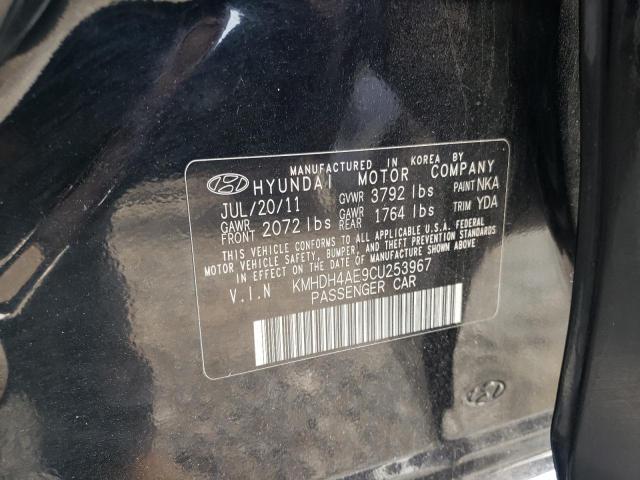 MANUFACTURED IN KOREA BY
HYUNDAI MOTOR COMPANY
JUL/20/11 GVWR 3792 lbs PAINT NKA
GAWR FRONT 2072 lbs GAWR REAR 1764 lbs TRIM YDA
THIS VEHICLE CONFORMS TO ALL APPLICABLE U.S.A. FEDERAL
MOTOR VEHICLE SAFETY, BUMPER, AND THEFT PREVENTION STANDARDS
IN EFFECT ON THE DATE OF MANUFACTURE SHOWN ABOVE.
V.I.N KMHDH4AE9CU253967
PASSENGER CAR